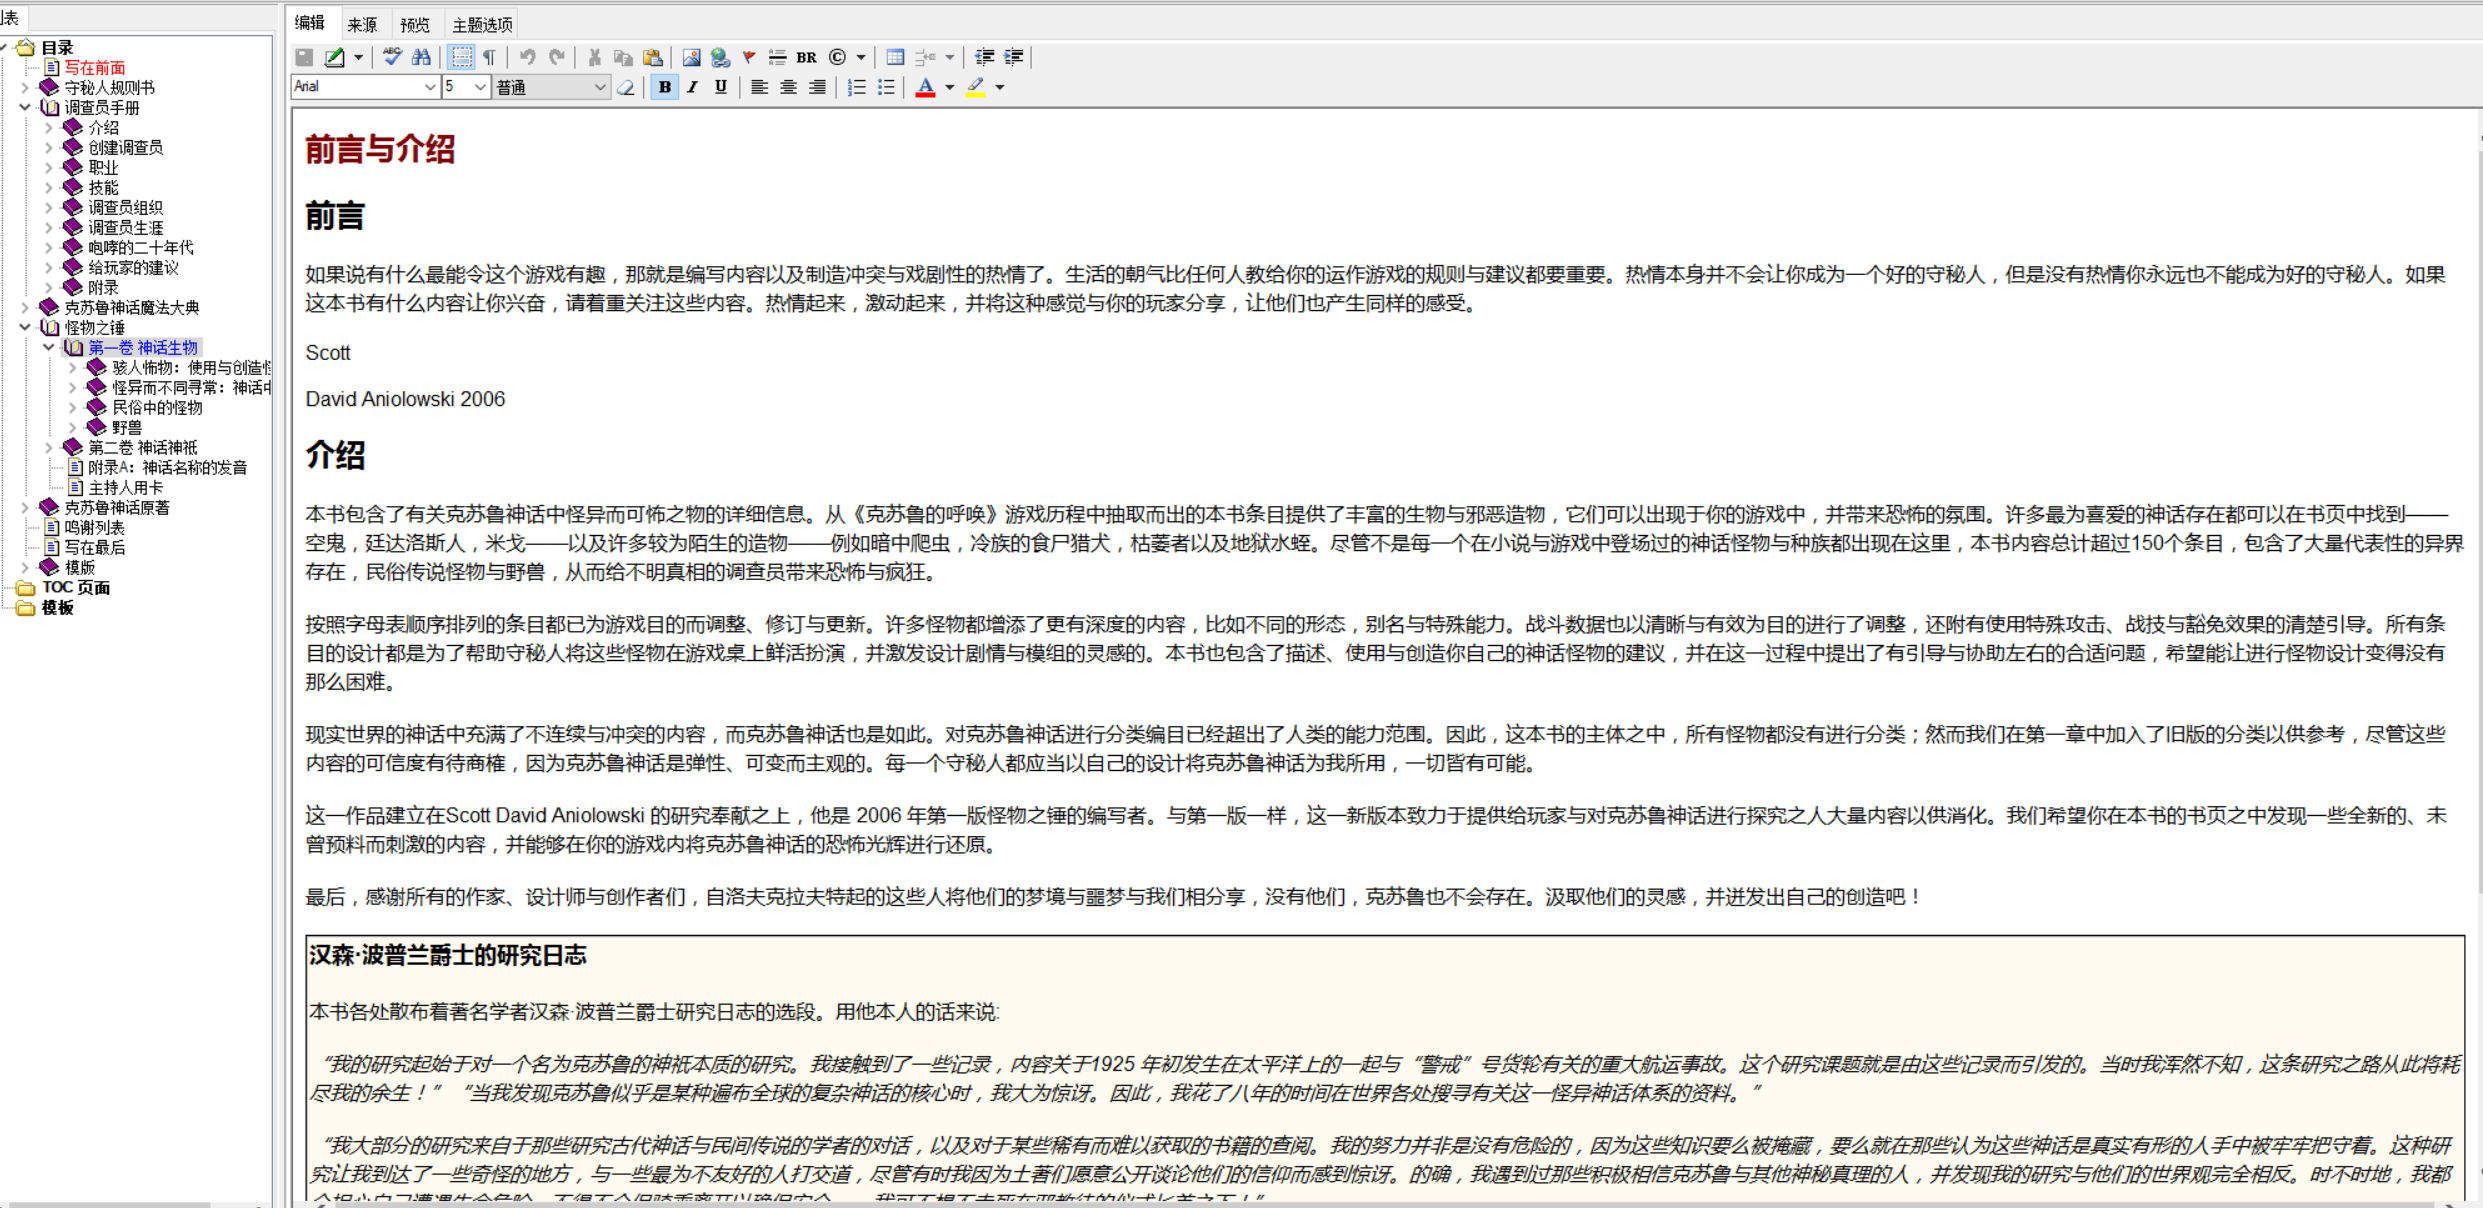 列表
目录
写在前面
守秘人规则书
调查员手册
介绍
创建调查员
职业
技能
调查员组织
调查员生涯
咆哮的二十年代
给玩家的建议
附录
克苏鲁神话魔法大典
怪物之锤
第一卷 神话生物
骇人怖物：使用与创造怪
怪异而不同寻常：神话中
民俗中的怪物
野兽
第二卷 神话神祇
附录A：神话名称的发音
主持人用卡
克苏鲁神话原著
鸣谢列表
写在最后
模版
TOC 页面
模板
编辑 来源 预览 主题选项
ABC BR ©
Arial 5 普通 B I U A
前言与介绍
前言
如果说有什么最能令这个游戏有趣，那就是编写内容以及制造冲突与戏剧性的热情了。生活的朝气比任何人教给你的运作游戏的规则与建议都要重要。热情本身并不会让你成为一个好的守秘人，但是没有热情你永远也不能成为好的守秘人。如果
这本书有什么内容让你兴奋，请着重关注这些内容。热情起来，激动起来，并将这种感觉与你的玩家分享，让他们也产生同样的感受。
Scott
David Aniolowski 2006
介绍
本书包含了有关克苏鲁神话中怪异而可怖之物的详细信息。从《克苏鲁的呼唤》游戏历程中抽取而出的本书条目提供了丰富的生物与邪恶造物，它们可以出现于你的游戏中，并带来恐怖的氛围。许多最为喜爱的神话存在都可以在书页中找到——
空鬼，廷达洛斯人，米戈——以及许多较为陌生的造物——例如暗中爬虫，冷族的食尸猎犬，枯萎者以及地狱水蛭。尽管不是每一个在小说与游戏中登场过的神话怪物与种族都出现在这里，本书内容总计超过150个条目，包含了大量代表性的异界
存在，民俗传说怪物与野兽，从而给不明真相的调查员带来恐怖与疯狂。
按照字母表顺序排列的条目都已为游戏目的而调整、修订与更新。许多怪物都增添了更有深度的内容，比如不同的形态，别名与特殊能力。战斗数据也以清晰与有效为目的进行了调整，还附有使用特殊攻击、战技与豁免效果的清楚引导。所有条
目的设计都是为了帮助守秘人将这些怪物在游戏桌上鲜活扮演，并激发设计剧情与模组的灵感的。本书也包含了描述、使用与创造你自己的神话怪物的建议，并在这一过程中提出了有引导与协助左右的合适问题，希望能让进行怪物设计变得没有
那么困难。
现实世界的神话中充满了不连续与冲突的内容，而克苏鲁神话也是如此。对克苏鲁神话进行分类编目已经超出了人类的能力范围。因此，这本书的主体之中，所有怪物都没有进行分类；然而我们在第一章中加入了旧版的分类以供参考，尽管这些
内容的可信度有待商榷，因为克苏鲁神话是弹性、可变而主观的。每一个守秘人都应当以自己的设计将克苏鲁神话为我所用，一切皆有可能。
这一作品建立在Scott David Aniolowski 的研究奉献之上，他是 2006 年第一版怪物之锤的编写者。与第一版一样，这一新版本致力于提供给玩家与对克苏鲁神话进行探究之人大量内容以供消化。我们希望你在本书的书页之中发现一些全新的、未
曾预料而刺激的内容，并能够在你的游戏内将克苏鲁神话的恐怖光辉进行还原。
最后，感谢所有的作家、设计师与创作者们，自洛夫克拉夫特起的这些人将他们的梦境与噩梦与我们相分享，没有他们，克苏鲁也不会存在。汲取他们的灵感，并迸发出自己的创造吧！
汉森·波普兰爵士的研究日志
本书各处散布着著名学者汉森·波普兰爵士研究日志的选段。用他本人的话来说:
“我的研究起始于对一个名为克苏鲁的神祇本质的研究。我接触到了一些记录，内容关于1925 年初发生在太平洋上的一起与“警戒”号货轮有关的重大航运事故。这个研究课题就是由这些记录而引发的。当时我浑然不知，这条研究之路从此将耗
尽我的余生！” “当我发现克苏鲁似乎是某种遍布全球的复杂神话的核心时，我大为惊讶。因此，我花了八年的时间在世界各处搜寻有关这一怪异神话体系的资料。”
“我大部分的研究来自于那些研究古代神话与民间传说的学者的对话，以及对于某些稀有而难以获取的书籍的查阅。我的努力并非是没有危险的，因为这些知识要么被掩藏，要么就在那些认为这些神话是真实有形的人手中被牢牢把守着。这种研
究让我到达了一些奇怪的地方，与一些最为不友好的人打交道，尽管有时我因为土著们愿意公开谈论他们的信仰而感到惊讶。的确，我遇到过那些积极相信克苏鲁与其他神秘真理的人，并发现我的研究与他们的世界观完全相反。时不时地，我都